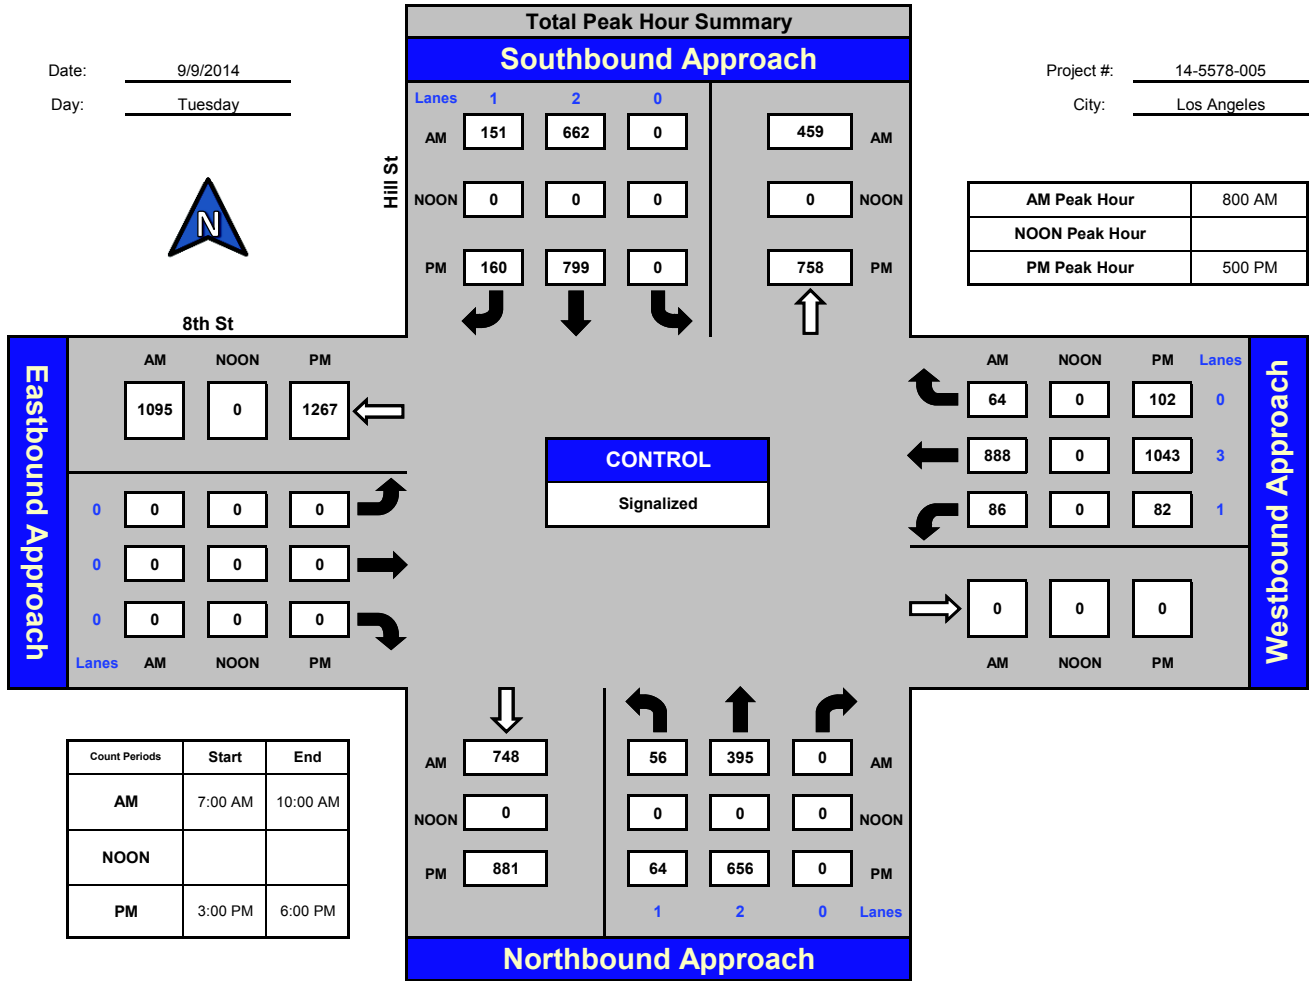 Total Peak Hour Summary
Southbound Approach
Date: 9/9/2014
Day: Tuesday
Project #: 14-5578-005
City: Los Angeles
N
Hill St
8th St
Lanes 1 2 0
AM 151 662 0 459 AM
NOON 0 0 0 0 NOON
PM 160 799 0 758 PM
AM Peak Hour 800 AM
NOON Peak Hour
PM Peak Hour 500 PM
Eastbound Approach
AM NOON PM
1095 0 1267
0 0 0 0
0 0 0 0
0 0 0 0
Lanes AM NOON PM
CONTROL
Signalized
AM NOON PM Lanes
64 0 102 0
888 0 1043 3
86 0 82 1
0 0 0
AM NOON PM
Westbound Approach
Count Periods Start End
AM 7:00 AM 10:00 AM
NOON
PM 3:00 PM 6:00 PM
AM 748 56 395 0 AM
NOON 0 0 0 0 NOON
PM 881 64 656 0 PM
1 2 0 Lanes
Northbound Approach